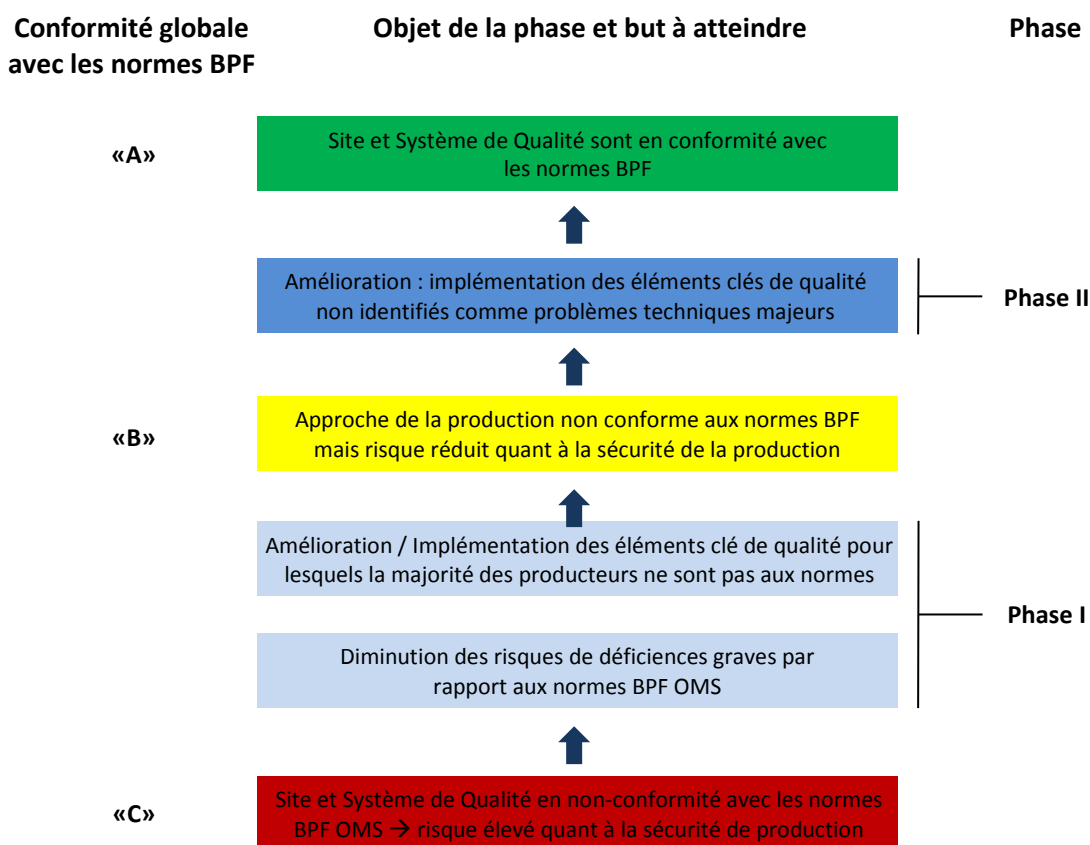 Conformité globale
avec les normes BPF
Objet de la phase et but à atteindre
Phase
«A»
Site et Système de Qualité sont en conformité avec
les normes BPF
Amélioration : implémentation des éléments clés de qualité
non identifiés comme problèmes techniques majeurs
Phase II
«B»
Approche de la production non conforme aux normes BPF
mais risque réduit quant à la sécurité de la production
Amélioration / Implémentation des éléments clé de qualité pour
lesquels la majorité des producteurs ne sont pas aux normes
Phase I
Diminution des risques de déficiences graves par
rapport aux normes BPF OMS
«C»
Site et Système de Qualité en non-conformité avec les normes
BPF OMS → risque élevé quant à la sécurité de production